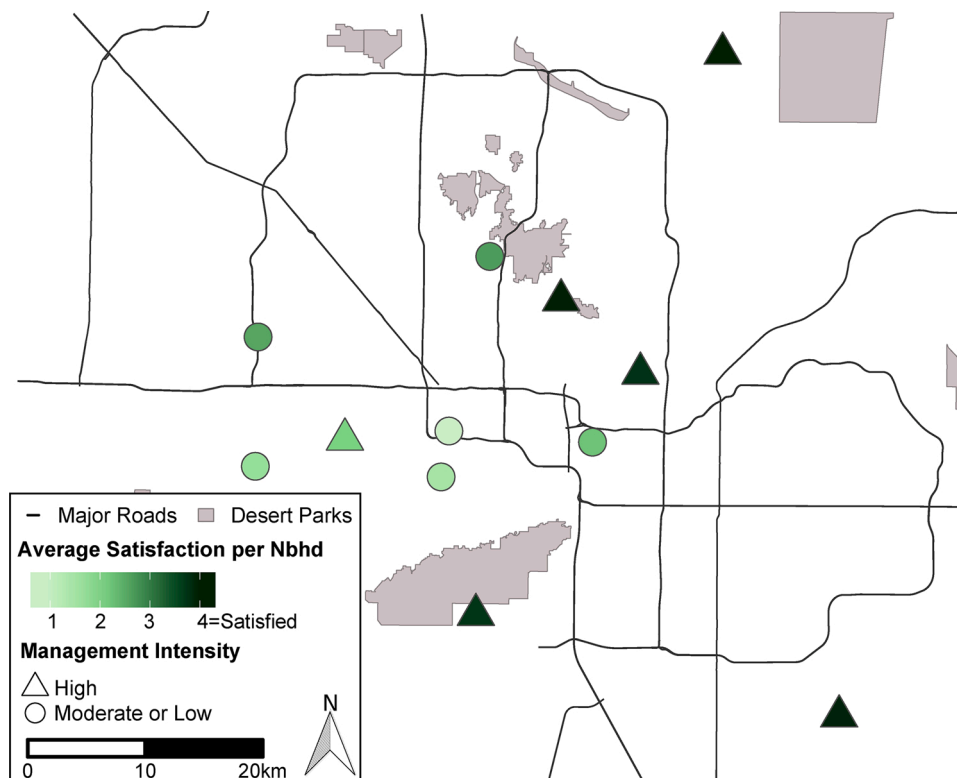 Major Roads Desert Parks
Average Satisfaction per Nbhd
1 2 3 4=Satisfied
Management Intensity
High
Moderate or Low
N
0 10 20km